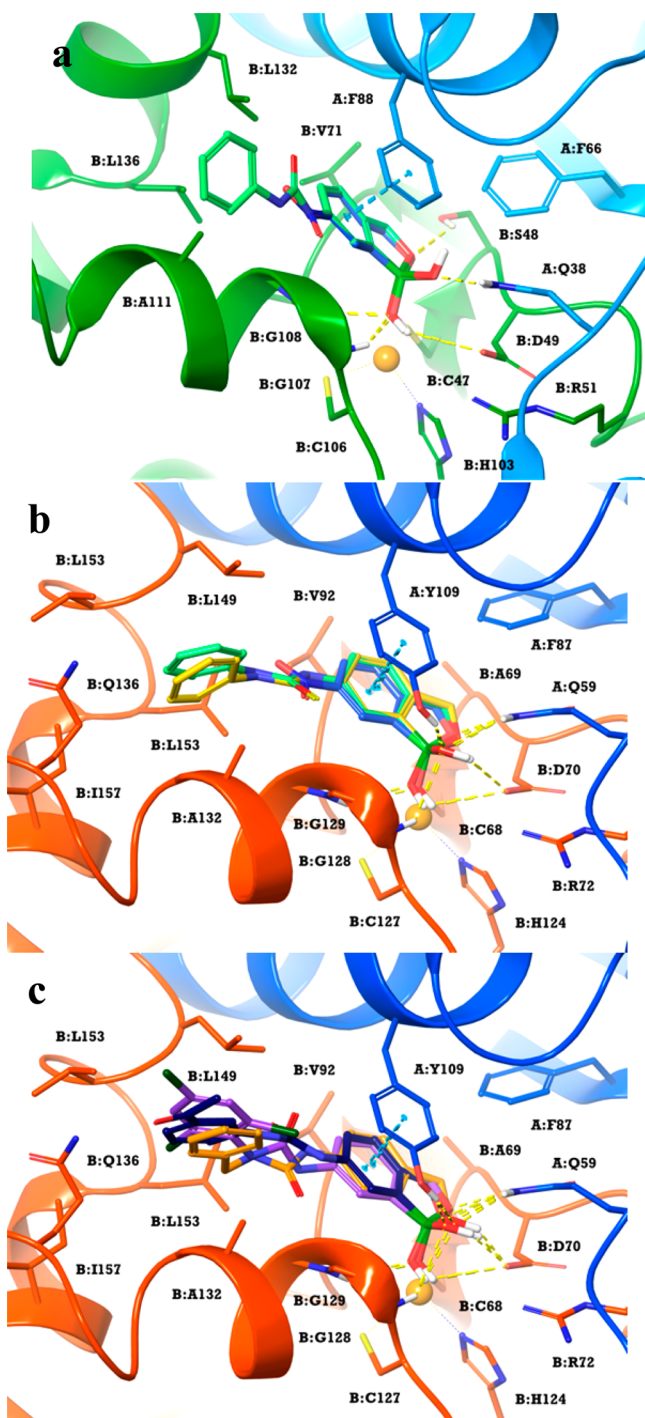 a
B:L132
A:F88
B:V71
A:F66
B:L136
B:S48
A:Q38
B:A111
B:G108
B:D49
B:G107
B:C47
B:R51
B:C106
B:H103
b
B:L153
B:L149
B:V92
A:Y109
A:F87
B:Q136
B:A69
A:Q59
B:L153
B:I157
B:D70
B:A132
B:G129
B:C68
B:G128
B:R72
B:C127
B:H124
c
B:L153
B:L149
B:V92
A:Y109
A:F87
B:Q136
B:A69
A:Q59
B:L153
B:D70
B:I157
B:A132
B:G129
B:C68
B:G128
B:R72
B:C127
B:H124